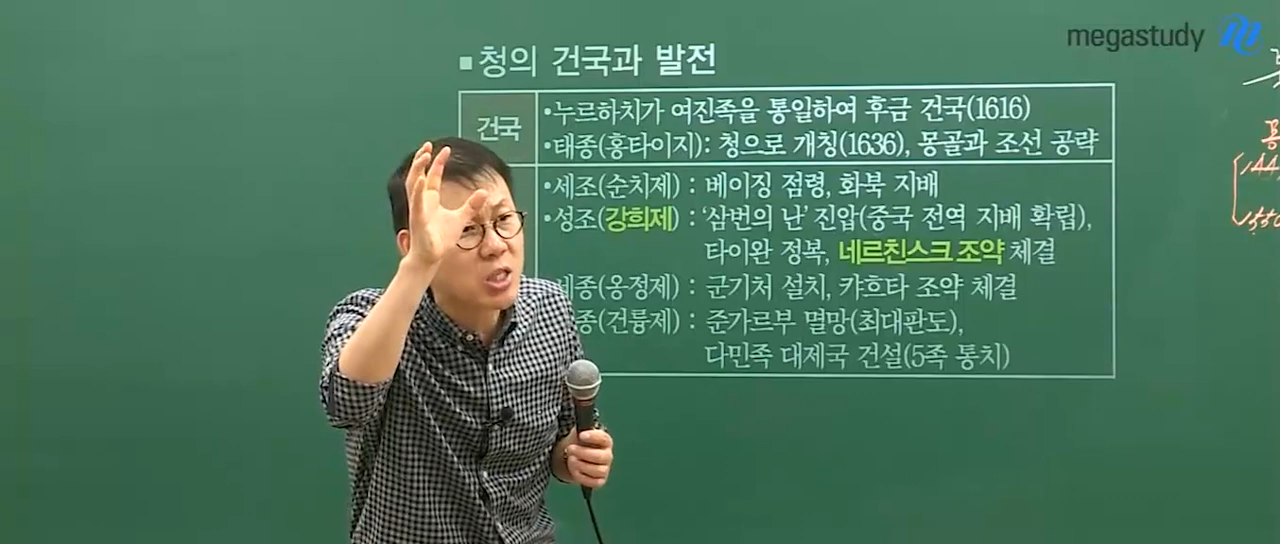 megastudy
■ 청의 건국과 발전
건국
•누르하치가 여진족을 통일하여 후금 건국(1616)
•태종(홍타이지) : 청으로 개칭(1636), 몽골과 조선 공략
•세조(순치제) : 베이징 점령, 화북 지배
•성조(강희제) : ‘삼번의 난’ 진압(중국 전역 지배 확립),
타이완 정복, 네르친스크 조약 체결
세종(옹정제) : 군기처 설치, 캬흐타 조약 체결
종(건륭제) : 준가르부 멸망(최대판도),
다민족 대제국 건설(5족 통치)